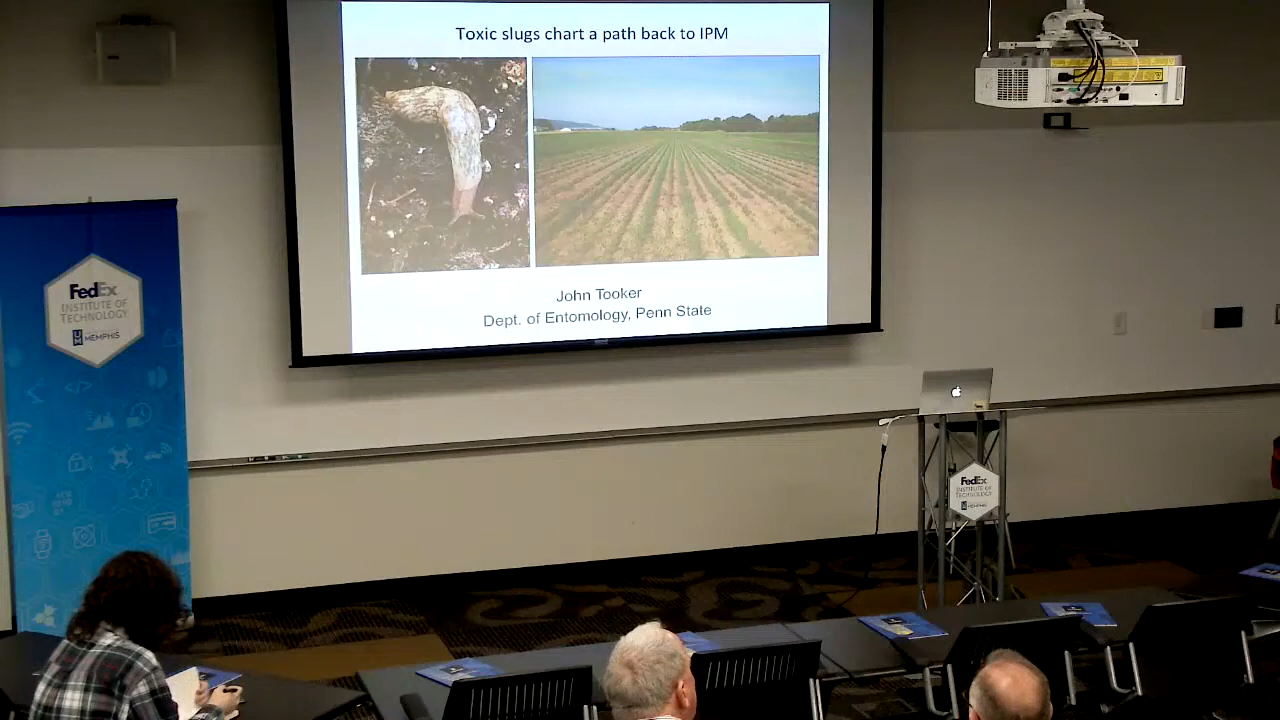 Toxic slugs chart a path back to IPM
John Tooker
Dept. of Entomology, Penn State
FedEx
INSTITUTE OF
TECHNOLOGY
MEMPHIS
FedEx
INSTITUTE OF
TECHNOLOGY
MEMPHIS